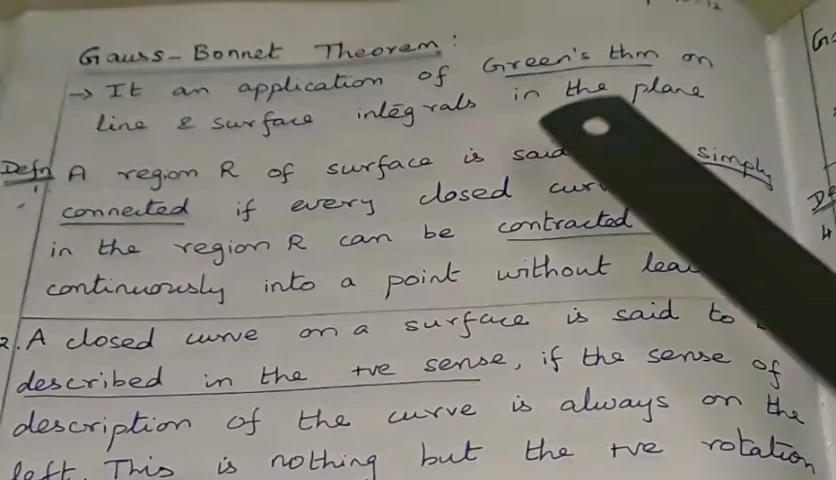 Gauss-Bonnet Theorem:
→ It an application of Green's thm on
line & surface integrals in the plane
Defn A region R of surface is said simply
1.
connected if every closed
in the region R can be contracted
continuously into a point without
2. A closed curve on a surface is said to
described in the +ve sense, if the sense of
description of the curve is always on the
left. This is nothing but the +ve rotation